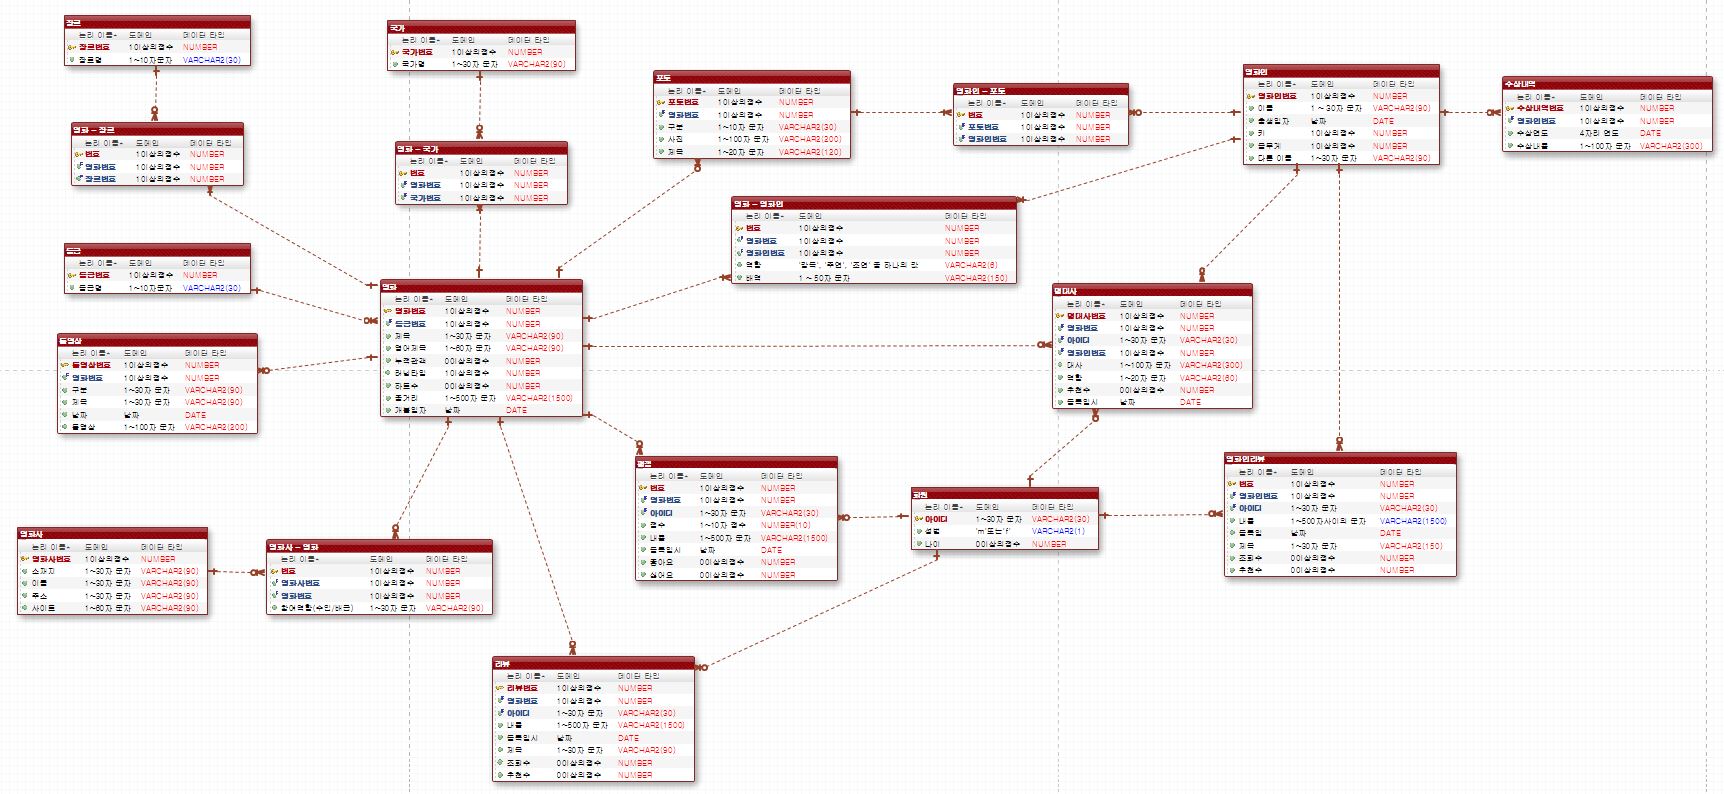 장르
논리 이름 도메인 데이터 타입
장르번호 1이상의점수 NUMBER
장르명 1~10자문자 VARCHAR2(30)
국가
논리 이름 도메인 데이터 타입
국가번호 1이상의점수 NUMBER
국가명 1~30자 문자 VARCHAR2(90)
포토
논리 이름 도메인 데이터 타입
포토번호 1이상의점수 NUMBER
영화번호 1이상의점수 NUMBER
구분 1~10자 문자 VARCHAR2(30)
사진 1~100자 문자 VARCHAR2(200)
제목 1~20자 문자 VARCHAR2(120)
영화인 - 포토
논리 이름 도메인 데이터 타입
번호 1이상의점수 NUMBER
포토번호 1이상의점수 NUMBER
영화인번호 1이상의점수 NUMBER
영화인
논리 이름 도메인 데이터 타입
영화인번호 1이상의점수 NUMBER
이름 1 ~ 30자 문자 VARCHAR2(90)
출생일자 날짜 DATE
키 1이상의점수 NUMBER
몸무게 1이상의점수 NUMBER
다른 이름 1~30자 문자 VARCHAR2(90)
수상내역
논리 이름 도메인 데이터 타입
수상내역번호 1이상의점수 NUMBER
영화인번호 1이상의점수 NUMBER
수상연도 4자리 연도 DATE
수상내용 1~100자 문자 VARCHAR2(300)
영화 - 장르
논리 이름 도메인 데이터 타입
번호 1이상의점수 NUMBER
영화번호 1이상의점수 NUMBER
장르번호 1이상의점수 NUMBER
영화 - 국가
논리 이름 도메인 데이터 타입
번호 1이상의점수 NUMBER
영화번호 1이상의점수 NUMBER
국가번호 1이상의점수 NUMBER
영화 - 영화인
논리 이름 도메인 데이터 타입
번호 1이상의점수 NUMBER
영화번호 1이상의점수 NUMBER
영화인번호 1이상의점수 NUMBER
역할 '감독', '주연', '조연' 중 하나의 값 VARCHAR2(6)
배역 1 ~ 50자 문자 VARCHAR2(150)
등급
논리 이름 도메인 데이터 타입
등급번호 1이상의점수 NUMBER
등급명 1~10자문자 VARCHAR2(30)
영화
논리 이름 도메인 데이터 타입
영화번호 1이상의점수 NUMBER
등급번호 1이상의점수 NUMBER
제목 1~30자 문자 VARCHAR2(90)
영어제목 1~60자 문자 VARCHAR2(90)
누적관객 0이상의점수 NUMBER
러닝타임 1이상의점수 NUMBER
하트수 0이상의점수 NUMBER
줄거리 1~500자 문자 VARCHAR2(1500)
개봉일자 날짜 DATE
명대사
논리 이름 도메인 데이터 타입
명대사번호 1이상의점수 NUMBER
영화번호 1이상의점수 NUMBER
아이디 1~30자 문자 VARCHAR2(30)
영화인번호 1이상의점수 NUMBER
대사 1~100자 문자 VARCHAR2(300)
역할 1~20자 문자 VARCHAR2(60)
추천수 0이상의점수 NUMBER
등록일시 날짜 DATE
동영상
논리 이름 도메인 데이터 타입
동영상번호 1이상의점수 NUMBER
영화번호 1이상의점수 NUMBER
구분 1~30자 문자 VARCHAR2(90)
제목 1~30자 문자 VARCHAR2(90)
날짜 날짜 DATE
동영상 1~100자 문자 VARCHAR2(200)
평점
논리 이름 도메인 데이터 타입
번호 1이상의점수 NUMBER
영화번호 1이상의점수 NUMBER
아이디 1~30자 문자 VARCHAR2(30)
점수 1~10자 점수 NUMBER(10)
내용 1~500자 문자 VARCHAR2(1500)
등록일시 날짜 DATE
좋아요 0이상의점수 NUMBER
싫어요 0이상의점수 NUMBER
회원
논리 이름 도메인 데이터 타입
아이디 1~30자 문자 VARCHAR2(30)
성별 'm'또는'f' VARCHAR2(1)
나이 0이상의점수 NUMBER
영화인리뷰
논리 이름 도메인 데이터 타입
번호 1이상의점수 NUMBER
영화인번호 1이상의점수 NUMBER
아이디 1~30자 문자 VARCHAR2(30)
내용 1~500자사이의 문자 VARCHAR2(1500)
등록일 날짜 DATE
제목 1~30자 문자 VARCHAR2(150)
조회수 0이상의점수 NUMBER
추천수 0이상의점수 NUMBER
영화사
논리 이름 도메인 데이터 타입
영화사번호 1이상의점수 NUMBER
소재지 1~30자 문자 VARCHAR2(90)
이름 1~30자 문자 VARCHAR2(90)
주소 1~30자 문자 VARCHAR2(90)
사이트 1~60자 문자 VARCHAR2(90)
영화사 - 영화
논리 이름 도메인 데이터 타입
번호 1이상의점수 NUMBER
영화사번호 1이상의점수 NUMBER
영화번호 1이상의점수 NUMBER
참여역할(수입/배급) 1~30자 문자 VARCHAR2(90)
리뷰
논리 이름 도메인 데이터 타입
리뷰번호 1이상의점수 NUMBER
영화번호 1이상의점수 NUMBER
아이디 1~30자 문자 VARCHAR2(30)
내용 1~500자 문자 VARCHAR2(1500)
등록일시 날짜 DATE
제목 1~30자 문자 VARCHAR2(90)
조회수 0이상의점수 NUMBER
추천수 0이상의점수 NUMBER